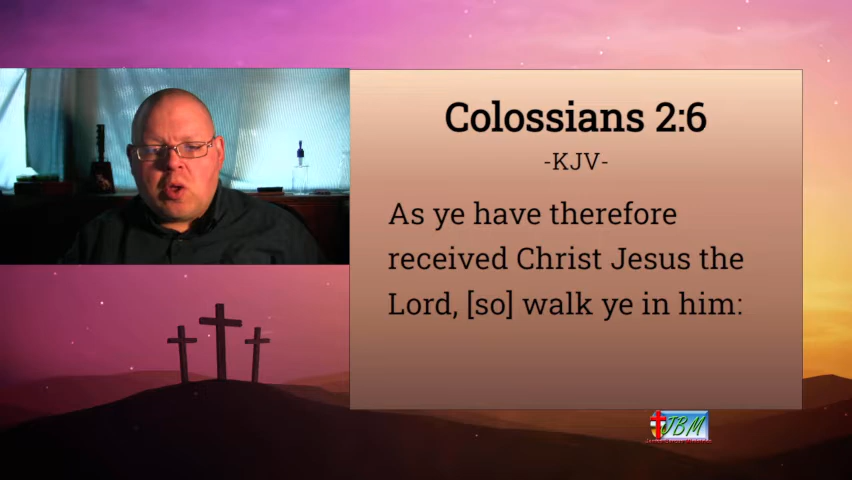 Colossians 2:6
-KJV-
As ye have therefore
received Christ Jesus the
Lord, [so] walk ye in him:
JBM